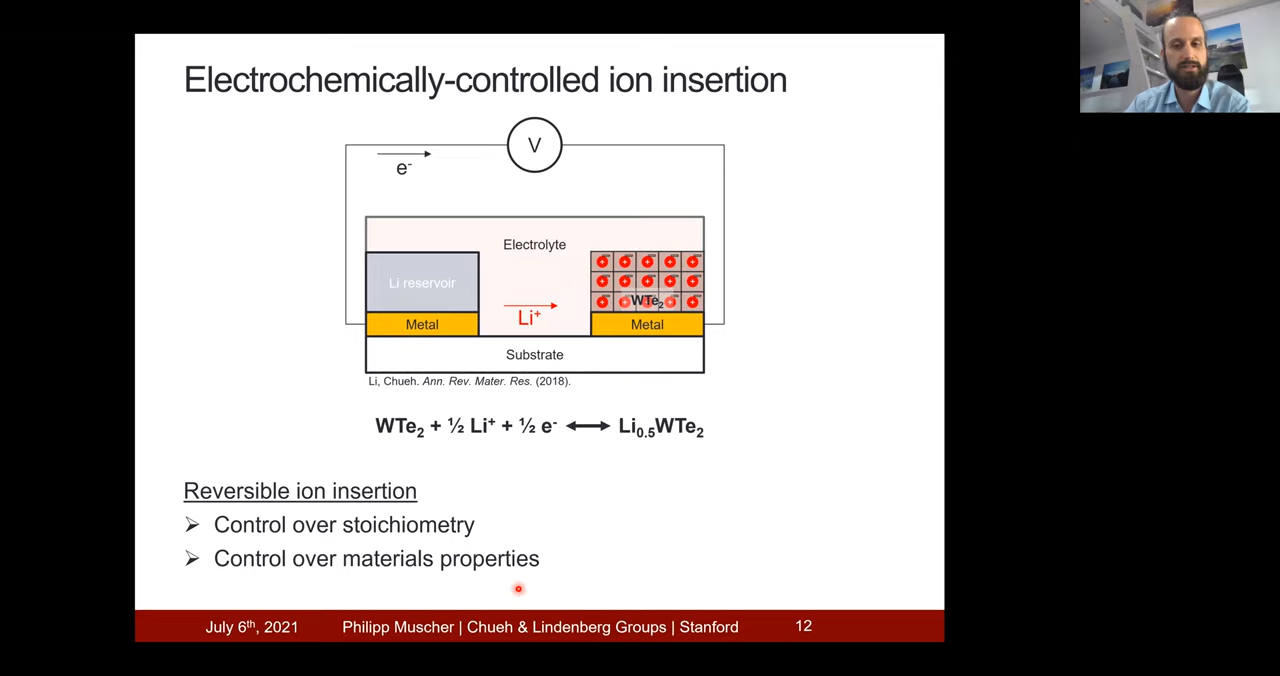 Electrochemically-controlled ion insertion
V
e⁻
Electrolyte
Li reservoir
WTe₂
Li⁺
Metal
Metal
Substrate
Li, Chueh. Ann. Rev. Mater. Res. (2018).
WTe₂ + ½ Li⁺ + ½ e⁻ ⟷ Li₀.₅WTe₂
Reversible ion insertion
➢ Control over stoichiometry
➢ Control over materials properties
July 6ᵗʰ, 2021 Philipp Muscher | Chueh & Lindenberg Groups | Stanford 12